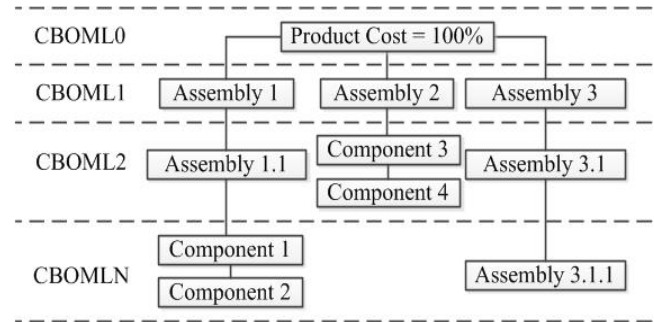 CBOML0 Product Cost = 100%
CBOML1 Assembly 1 Assembly 2 Assembly 3
CBOML2 Assembly 1.1 Component 3 Assembly 3.1
Component 4
CBOMLN Component 1 Assembly 3.1.1
Component 2